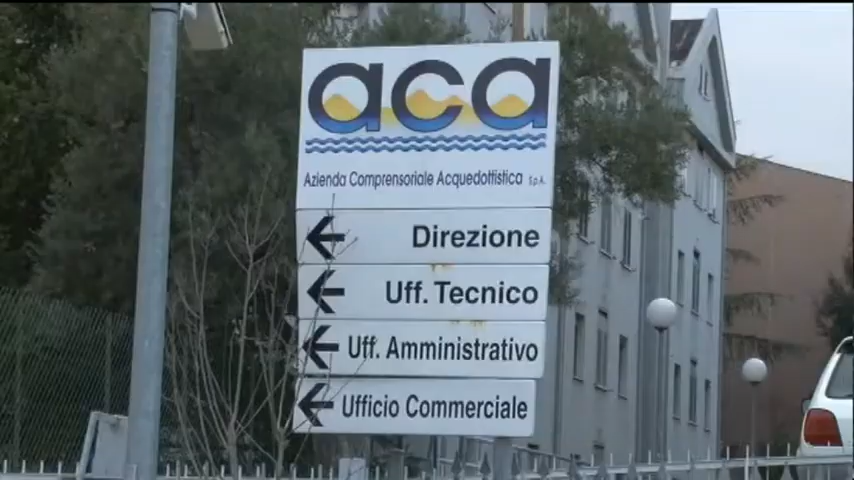 aca
Azienda Comprensoriale Acquedottistica S.p.A.
Direzione
Uff. Tecnico
Uff. Amministrativo
Ufficio Commerciale